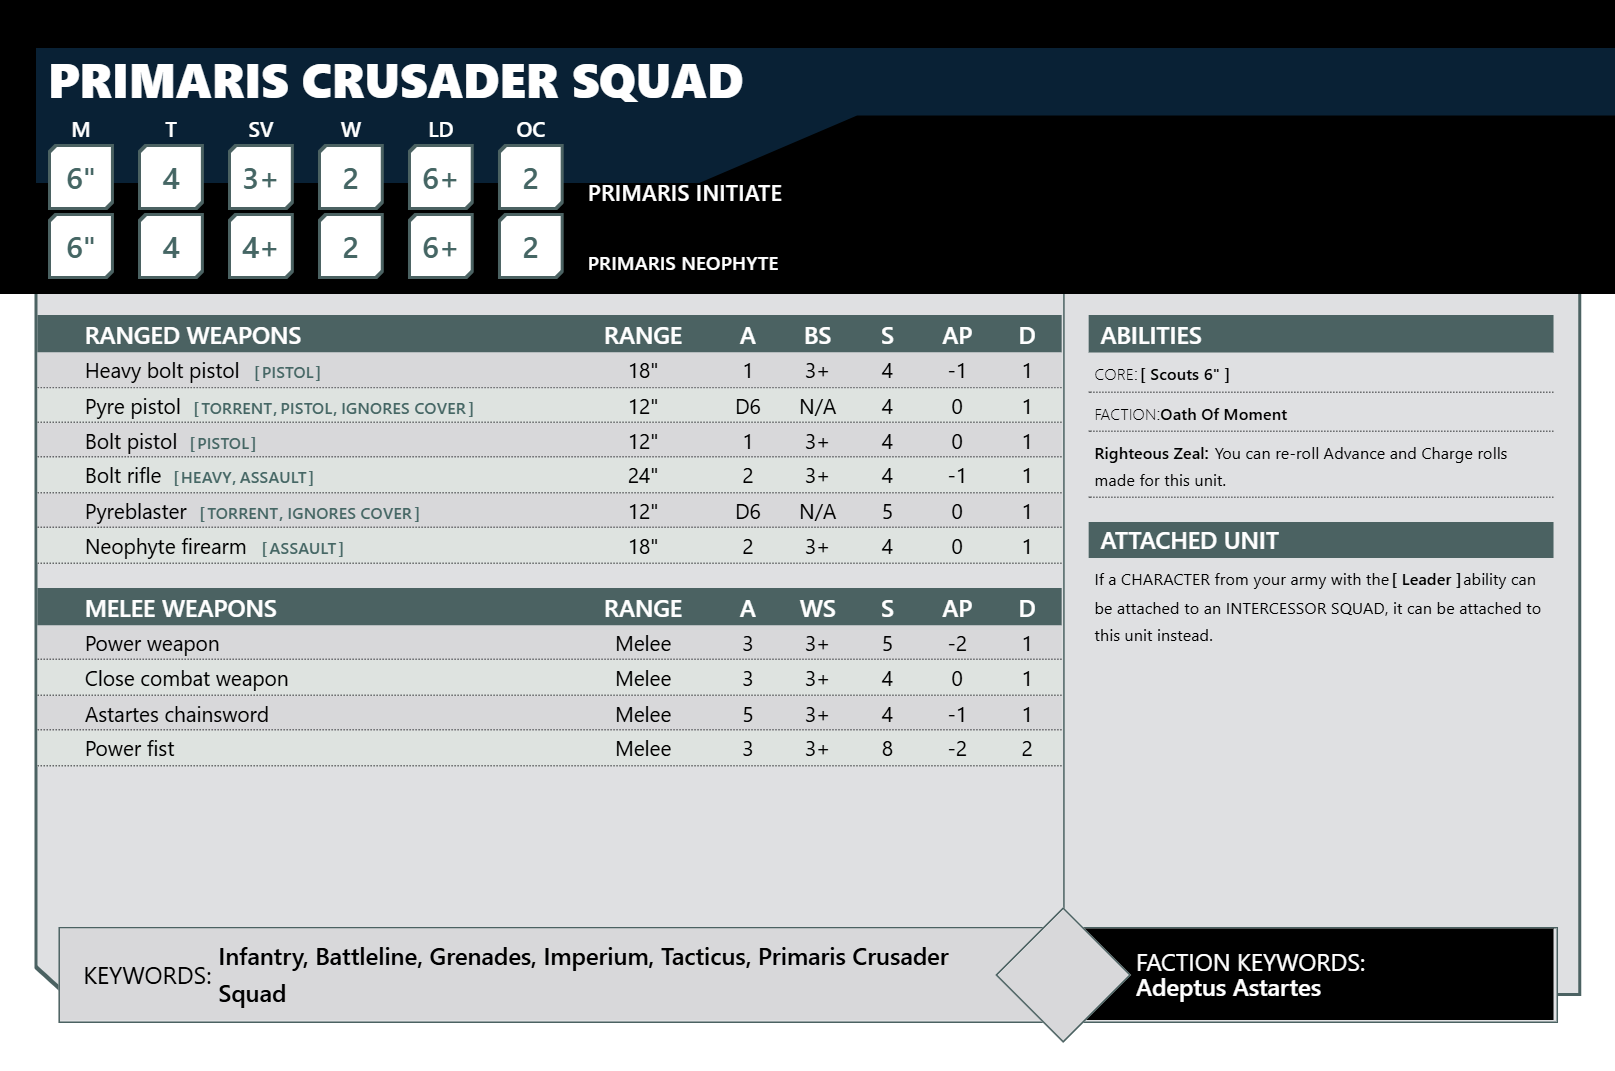 PRIMARIS CRUSADER SQUAD
M T SV W LD OC
6" 4 3+ 2 6+ 2 PRIMARIS INITIATE
6" 4 4+ 2 6+ 2 PRIMARIS NEOPHYTE
RANGED WEAPONS RANGE A BS S AP D
Heavy bolt pistol [PISTOL] 18" 1 3+ 4 -1 1
Pyre pistol [TORRENT, PISTOL, IGNORES COVER] 12" D6 N/A 4 0 1
Bolt pistol [PISTOL] 12" 1 3+ 4 0 1
Bolt rifle [HEAVY, ASSAULT] 24" 2 3+ 4 -1 1
Pyreblaster [TORRENT, IGNORES COVER] 12" D6 N/A 5 0 1
Neophyte firearm [ASSAULT] 18" 2 3+ 4 0 1
MELEE WEAPONS RANGE A WS S AP D
Power weapon Melee 3 3+ 5 -2 1
Close combat weapon Melee 3 3+ 4 0 1
Astartes chainsword Melee 5 3+ 4 -1 1
Power fist Melee 3 3+ 8 -2 2
ABILITIES
CORE: [ Scouts 6" ]
FACTION:Oath Of Moment
Righteous Zeal: You can re-roll Advance and Charge rolls
made for this unit.
ATTACHED UNIT
If a CHARACTER from your army with the [ Leader ] ability can
be attached to an INTERCESSOR SQUAD, it can be attached to
this unit instead.
KEYWORDS: Infantry, Battleline, Grenades, Imperium, Tacticus, Primaris Crusader
Squad
FACTION KEYWORDS:
Adeptus Astartes